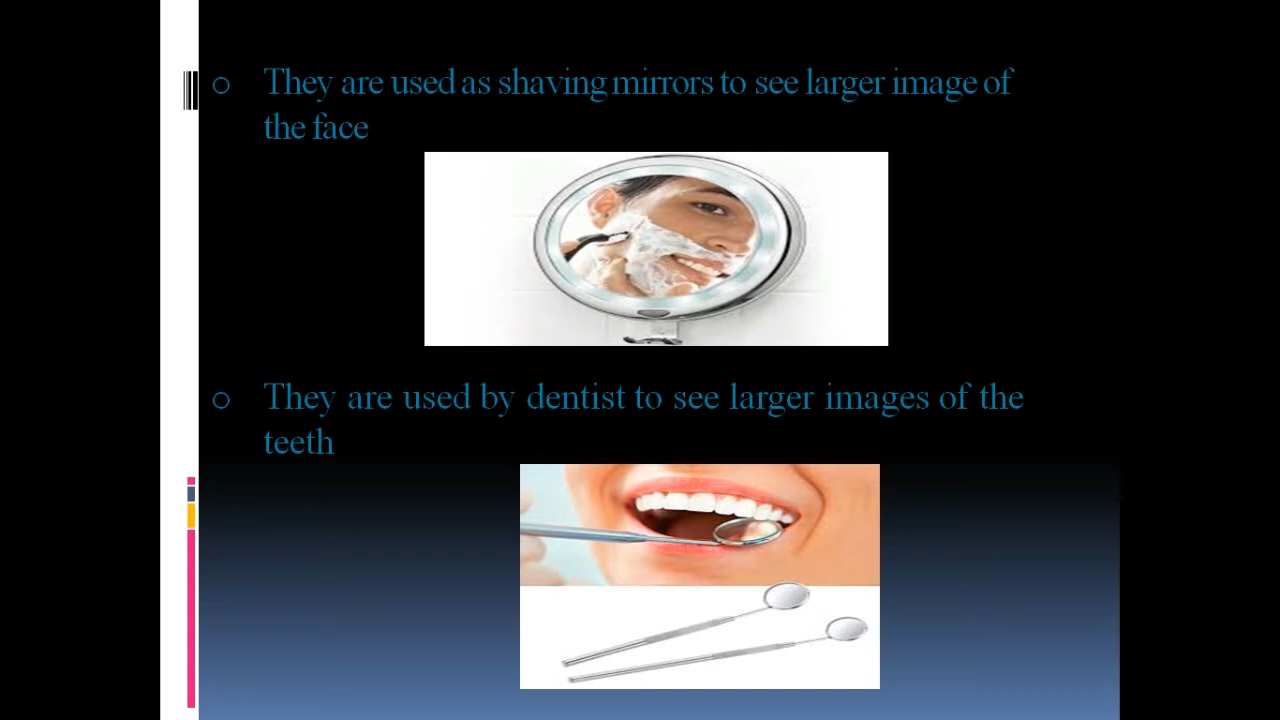 They are used as shaving mirrors to see larger image of
the face
They are used by dentist to see larger images of the
teeth